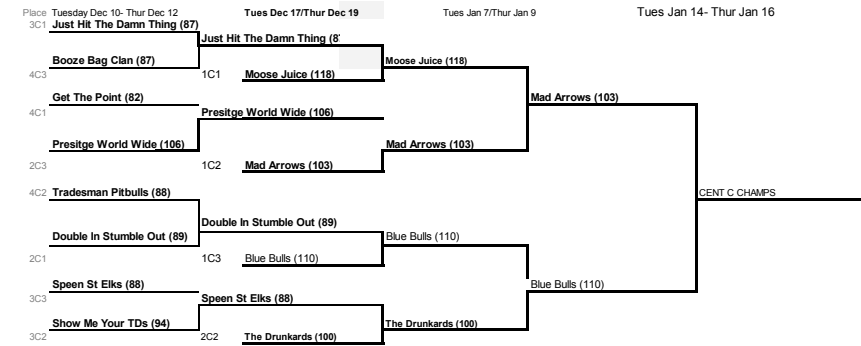 Place Tuesday Dec 10- Thur Dec 12 Tues Dec 17/Thur Dec 19 Tues Jan 7/Thur Jan 9 Tues Jan 14- Thur Jan 16
3C1 Just Hit The Damn Thing (87)
Just Hit The Damn Thing (8
Booze Bag Clan (87) Moose Juice (118)
4C3 1C1 Moose Juice (118)
Get The Point (82) Mad Arrows (103)
4C1 Presitge World Wide (106)
Presitge World Wide (106) Mad Arrows (103)
2C3 1C2 Mad Arrows (103)
4C2 Tradesman Pitbulls (88) CENT C CHAMPS
Double In Stumble Out (89)
Double In Stumble Out (89) Blue Bulls (110)
2C1 1C3 Blue Bulls (110)
Speen St Elks (88) Blue Bulls (110)
3C3 Speen St Elks (88)
Show Me Your TDs (94) The Drunkards (100)
3C2 2C2 The Drunkards (100)